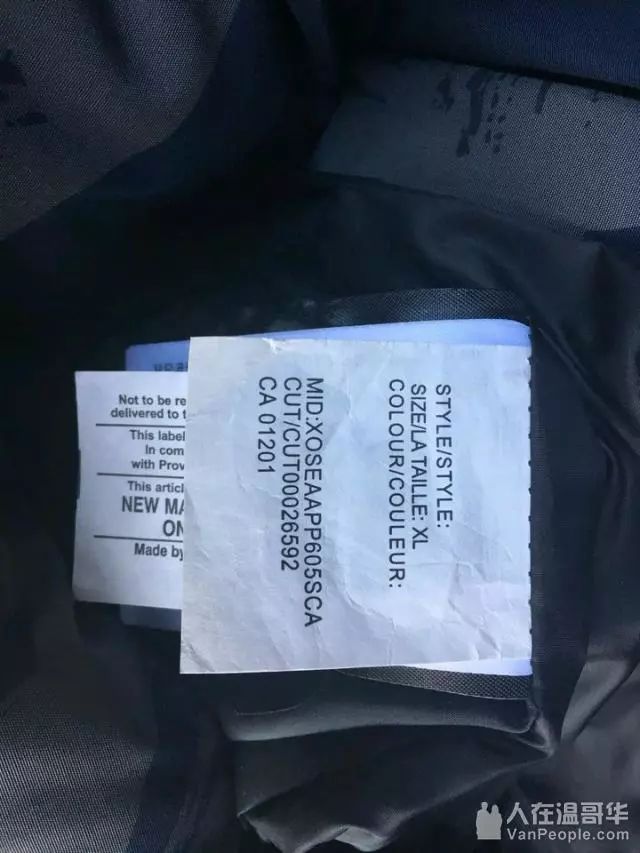 STYLE/STYLE:
SIZE/LA TAILLE: XL
COLOUR/COULEUR:
MID:XOSEAAPP605SCA
CUT/CUT00026592
CA 01201
Not to be re
delivered to t
This label
In com
with Prov
This artic
NEW MA
ON
Made by
人在温哥华
VanPeople.com